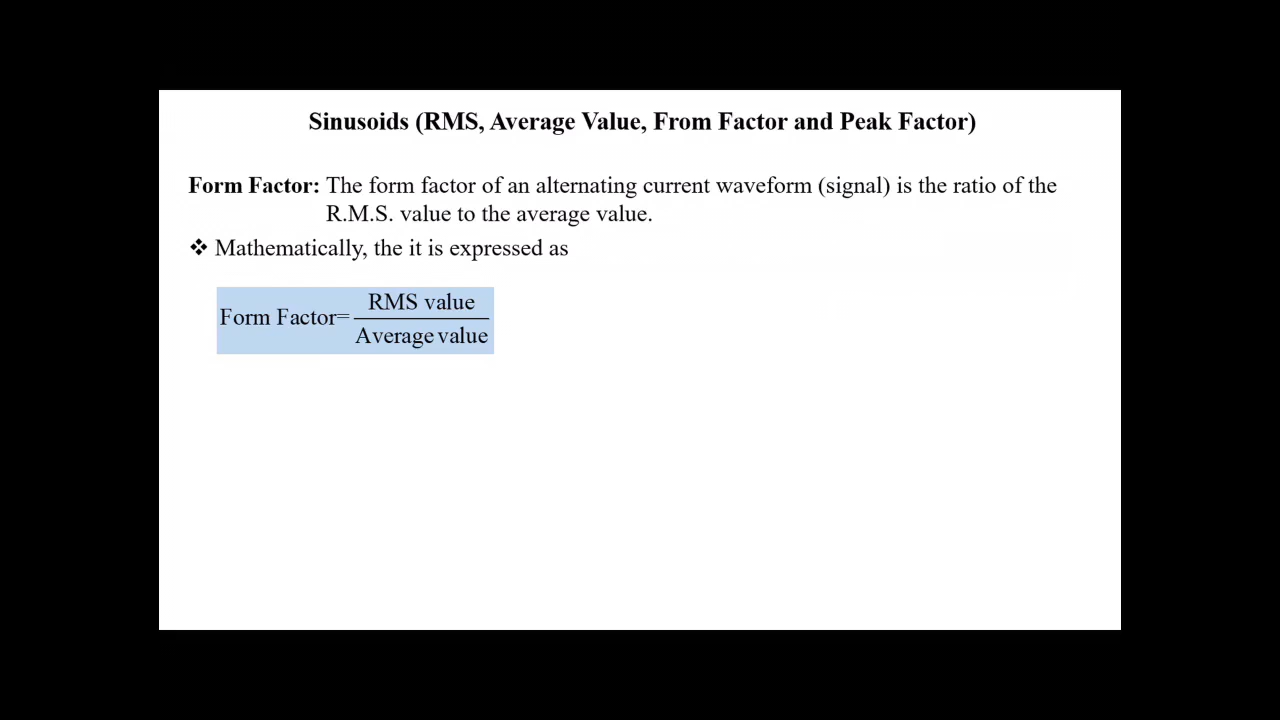 Sinusoids (RMS, Average Value, From Factor and Peak Factor)
Form Factor: The form factor of an alternating current waveform (signal) is the ratio of the
R.M.S. value to the average value.
❖ Mathematically, the it is expressed as
RMS value
Form Factor=
Average value